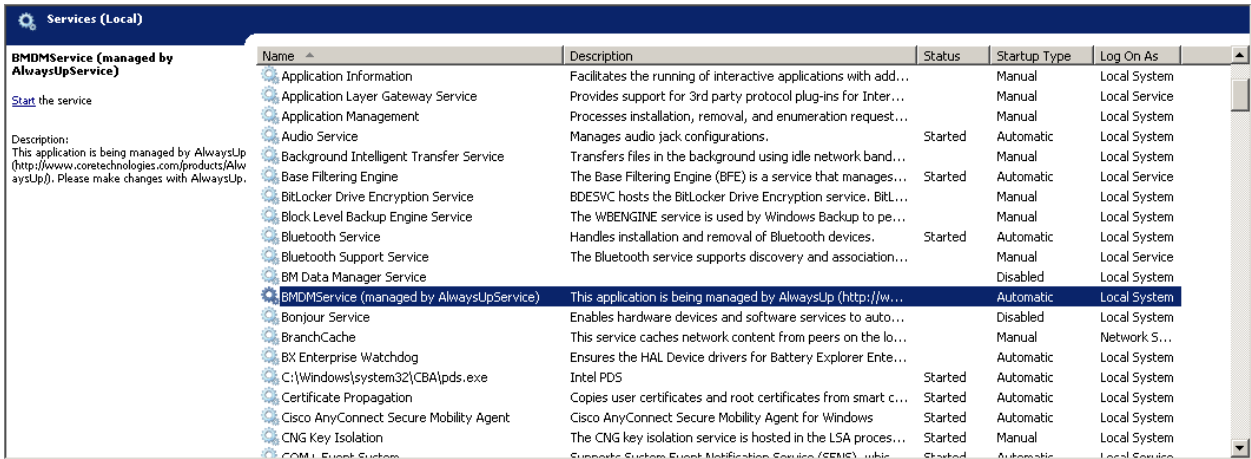 Services (Local)
BMDMService (managed by
AlwaysUpService)
Start the service
Description:
This application is being managed by AlwaysUp
(http://www.coretechnologies.com/products/Alw
aysUp/). Please make changes with AlwaysUp.
Name Description Status Startup Type Log On As
Application Information Facilitates the running of interactive applications with add... Manual Local System
Application Layer Gateway Service Provides support for 3rd party protocol plug-ins for Inter... Manual Local Service
Application Management Processes installation, removal, and enumeration request... Manual Local System
Audio Service Manages audio jack configurations. Started Automatic Local System
Background Intelligent Transfer Service Transfers files in the background using idle network band... Manual Local System
Base Filtering Engine The Base Filtering Engine (BFE) is a service that manages... Started Automatic Local Service
BitLocker Drive Encryption Service BDESVC hosts the BitLocker Drive Encryption service. BitL... Manual Local System
Block Level Backup Engine Service The WBENGINE service is used by Windows Backup to pe... Manual Local System
Bluetooth Service Handles installation and removal of Bluetooth devices. Started Automatic Local System
Bluetooth Support Service The Bluetooth service supports discovery and association... Manual Local Service
BM Data Manager Service Disabled Local System
BMDMService (managed by AlwaysUpService) This application is being managed by AlwaysUp (http://w... Automatic Local System
Bonjour Service Enables hardware devices and software services to auto... Disabled Local System
BranchCache This service caches network content from peers on the lo... Manual Network S...
BX Enterprise Watchdog Ensures the HAL Device drivers for Battery Explorer Ente... Automatic Local System
C:\Windows\system32\CBA\pds.exe Intel PDS Started Automatic Local System
Certificate Propagation Copies user certificates and root certificates from smart c... Started Automatic Local System
Cisco AnyConnect Secure Mobility Agent Cisco AnyConnect Secure Mobility Agent for Windows Started Automatic Local System
CNG Key Isolation The CNG key isolation service is hosted in the LSA proces... Started Manual Local System
COM+ Event System Supports System Event Notification Service (SENS), whic... Started Automatic Local Service